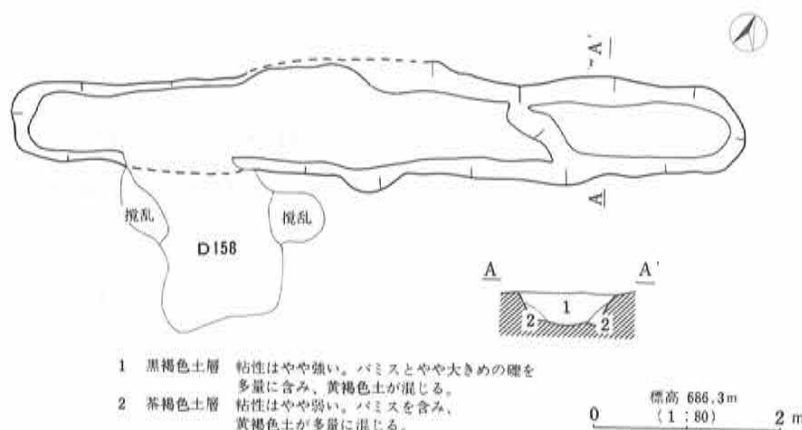 A'
A
攪乱
攪乱
D158
A
A'
1
2
2
1 黒褐色土層 粘性はやや強い。パミスとやや大きめの礫を
多量に含み、黄褐色土が混じる。
2 茶褐色土層 粘性はやや弱い。パミスを含み、
黄褐色土が多量に混じる。
標高 686.3m
0 (1:80) 2 m